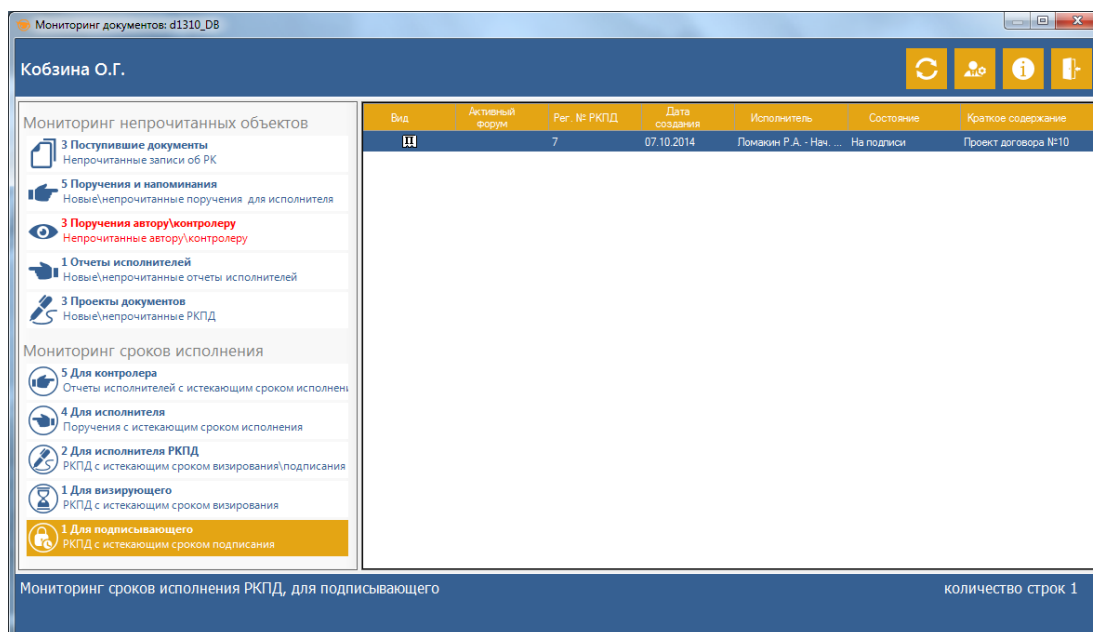 Мониторинг документов: d1310_DB
Кобзина О.Г.
Мониторинг непрочитанных объектов
3 Поступившие документы
Непрочитанные записи об РК
5 Поручения и напоминания
Новые\непрочитанные поручения для исполнителя
3 Поручения автору\контролеру
Непрочитанные автору\контролеру
1 Отчеты исполнителей
Новые\непрочитанные отчеты исполнителей
3 Проекты документов
Новые\непрочитанные РКПД
Мониторинг сроков исполнения
5 Для контролера
Отчеты исполнителей с истекающим сроком исполнени
4 Для исполнителя
Поручения с истекающим сроком исполнения
2 Для исполнителя РКПД
РКПД с истекающим сроком визирования\подписания
1 Для визирующего
РКПД с истекающим сроком визирования
1 Для подписывающего
РКПД с истекающим сроком подписания
Вид Активный форум Рег. № РКПД Дата создания Исполнитель Состояние Краткое содержание
П 7 07.10.2014 Ломакин Р.А. - Нач. ... На подписи Проект договора №10
Мониторинг сроков исполнения РКПД, для подписывающего количество строк 1